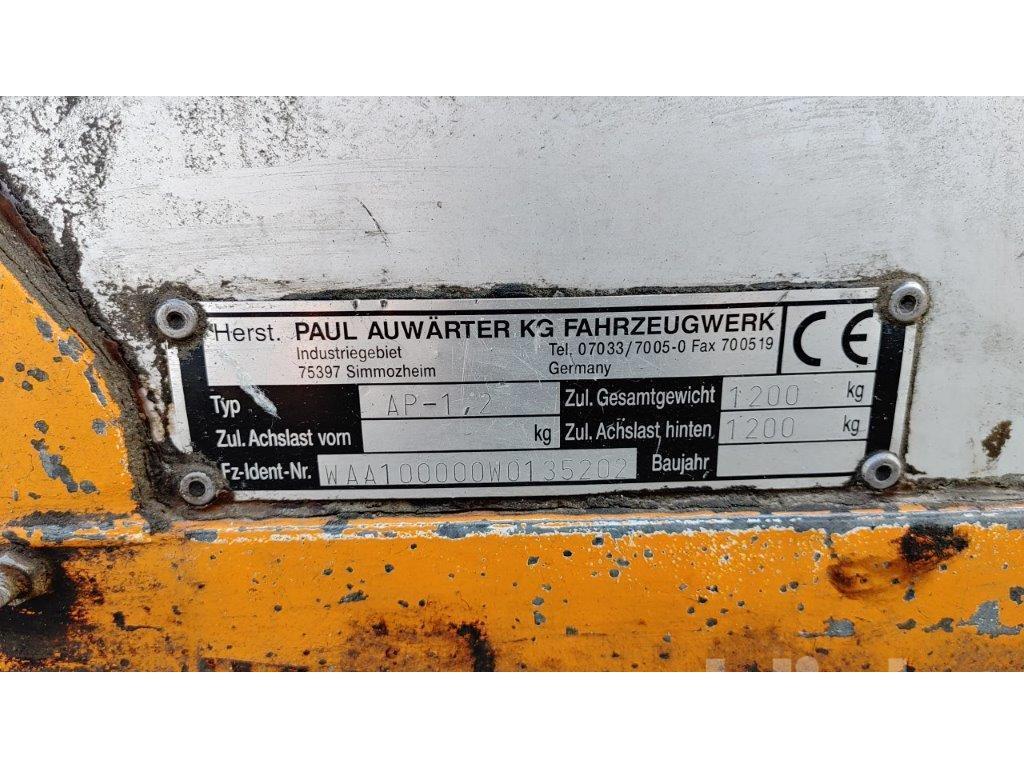 Herst. PAUL AUWÄRTER KG FAHRZEUGWERK CE
Industriegebiet Tel. 07033/7005-0 Fax 700519
75397 Simmozheim Germany
Typ AP-1,2 Zul. Gesamtgewicht 1200 kg
Zul. Achslast vorn kg Zul. Achslast hinten 1200 kg
Fz-Ident-Nr. WAA100000W0135202 Baujahr